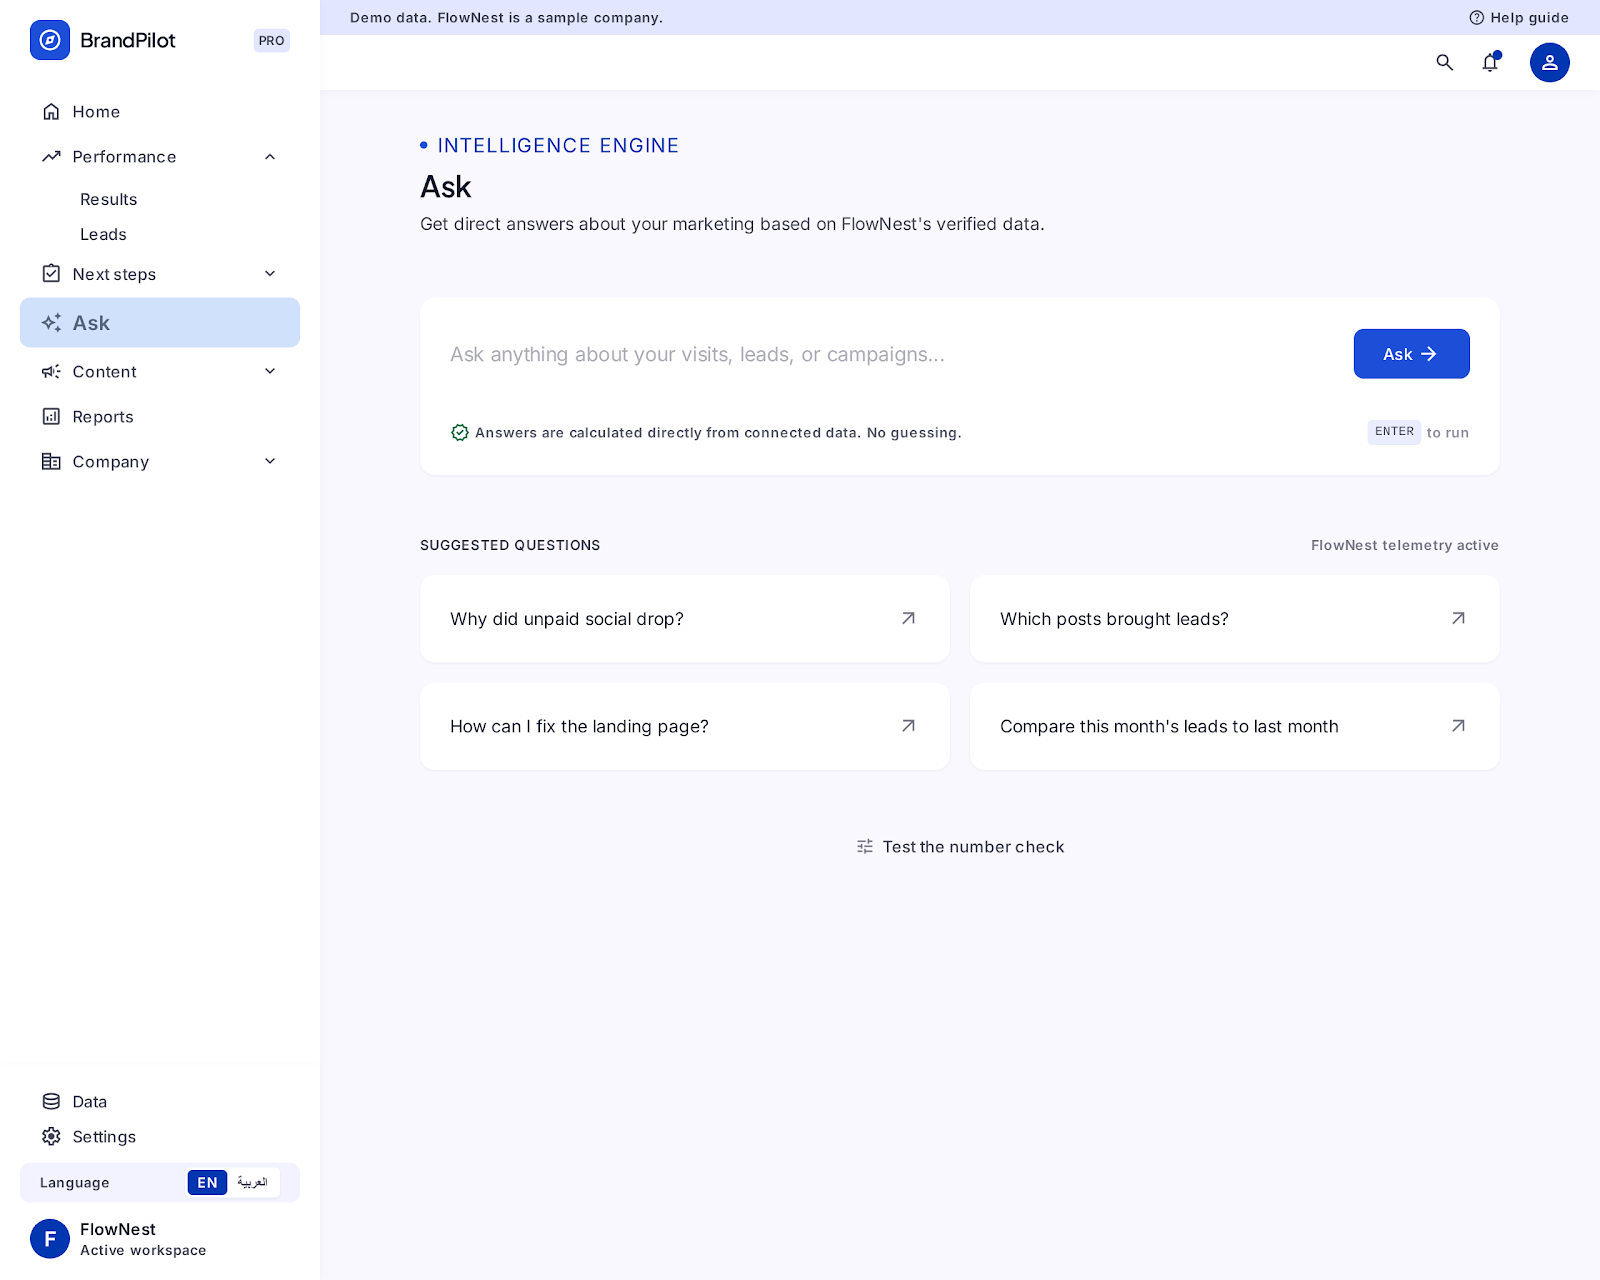 BrandPilot
PRO
Home
Performance
Results
Leads
Next steps
Ask
Content
Reports
Company
Data
Settings
Language
EN
العربية
F
FlowNest
Active workspace
Demo data. FlowNest is a sample company.
Help guide
INTELLIGENCE ENGINE
Ask
Get direct answers about your marketing based on FlowNest's verified data.
Ask anything about your visits, leads, or campaigns...
Ask
Answers are calculated directly from connected data. No guessing.
ENTER to run
SUGGESTED QUESTIONS
FlowNest telemetry active
Why did unpaid social drop?
Which posts brought leads?
How can I fix the landing page?
Compare this month's leads to last month
Test the number check